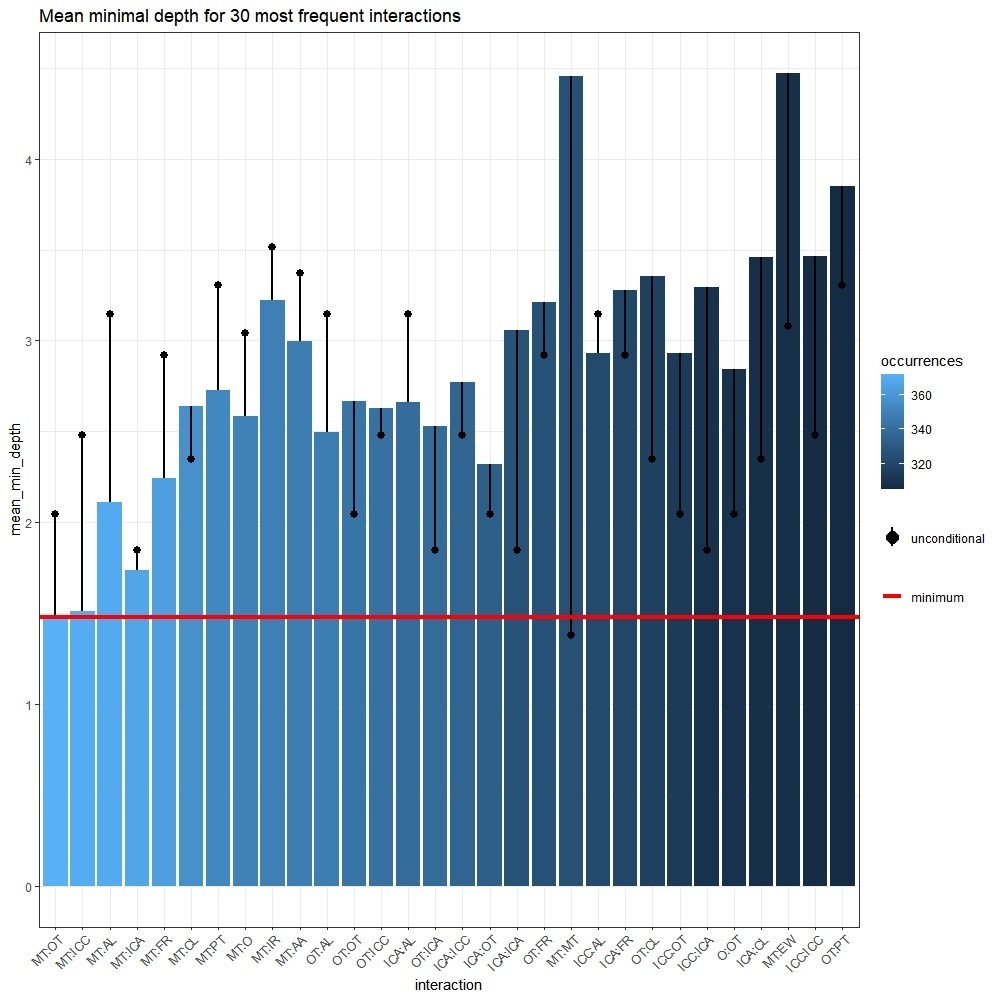 Mean minimal depth for 30 most frequent interactions
mean_min_depth
4
3
2
1
0
MT:OT
MT:ICC
MT:AL
MT:ICA
MT:FR
MT:CL
MT:PT
MT:O
MT:IR
MT:AA
OT:AL
OT:OT
OT:ICC
ICA:AL
OT:ICA
ICA:ICC
ICA:OT
ICA:ICA
OT:FR
MT:MT
ICC:AL
ICA:FR
OT:CL
ICC:OT
ICC:ICA
O:OT
ICA:CL
MT:EW
ICC:ICC
OT:PT
interaction
occurrences
360
340
320
unconditional
minimum